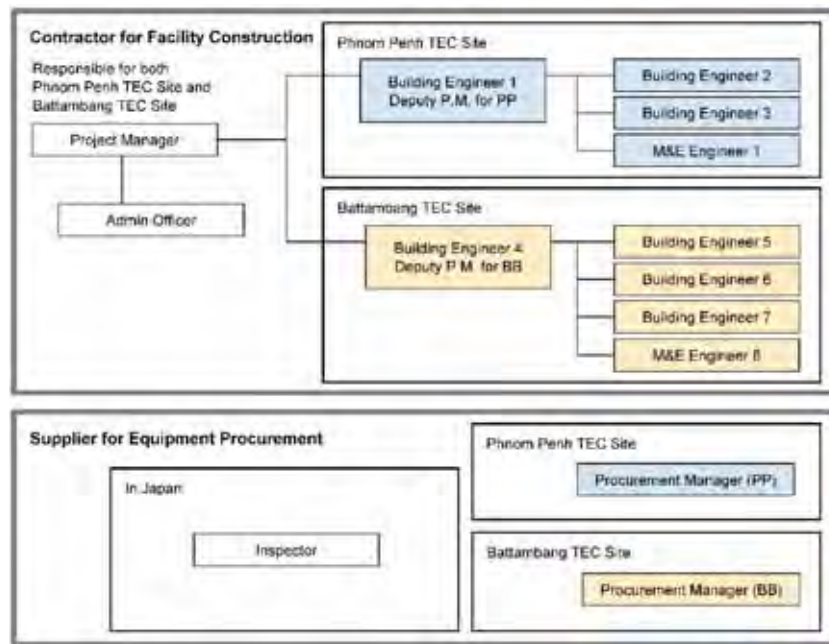 Contractor for Facility Construction
Responsible for both
Phnom Penh TEC Site and
Battambang TEC Site
Project Manager
Admin Officer
Phnom Penh TEC Site
Building Engineer 1
Deputy P.M. for PP
Building Engineer 2
Building Engineer 3
M&E Engineer 1
Battambang TEC Site
Building Engineer 4
Deputy P.M. for BB
Building Engineer 5
Building Engineer 6
Building Engineer 7
M&E Engineer 8
Supplier for Equipment Procurement
In Japan
Inspector
Phnom Penh TEC Site
Procurement Manager (PP)
Battambang TEC Site
Procurement Manager (BB)